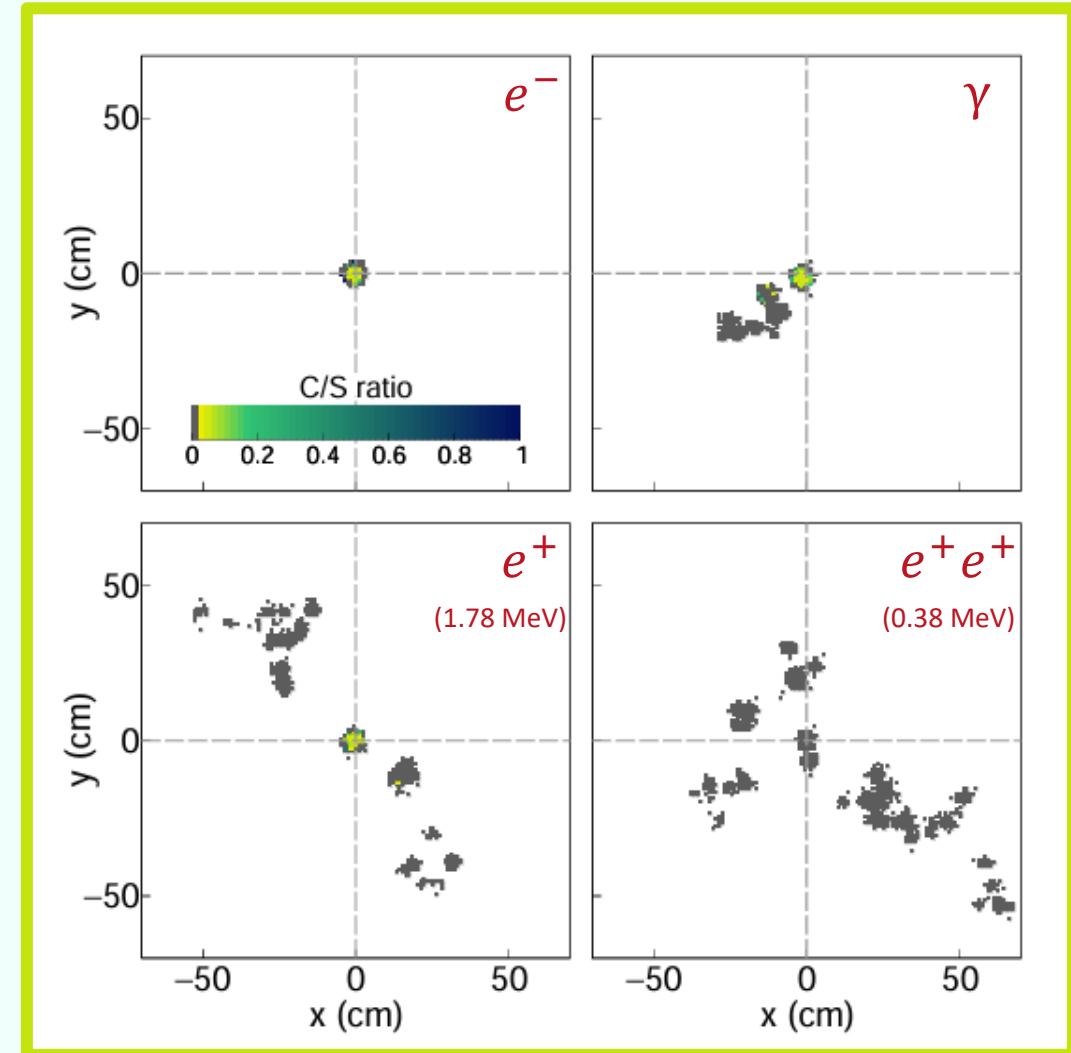 e⁻
γ
50
0
−50
y (cm)
C/S ratio
0 0.2 0.4 0.6 0.8 1
e⁺
(1.78 MeV)
e⁺e⁺
(0.38 MeV)
50
0
−50
y (cm)
−50 0 50
x (cm)
−50 0 50
x (cm)